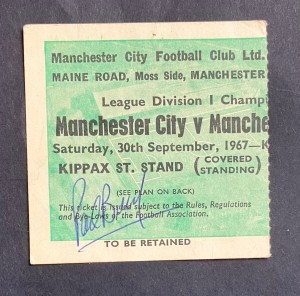 Manchester City Football Club Ltd.
MAINE ROAD, Moss Side, MANCHESTER
League Division 1 Champ
Manchester City v Manche
Saturday, 30th September, 1967—K
KIPPAX ST. STAND (COVERED STANDING)
(SEE PLAN ON BACK)
This ticket is issued subject to the Rules, Regulations
and Bye-Laws of the Football Association.
TO BE RETAINED